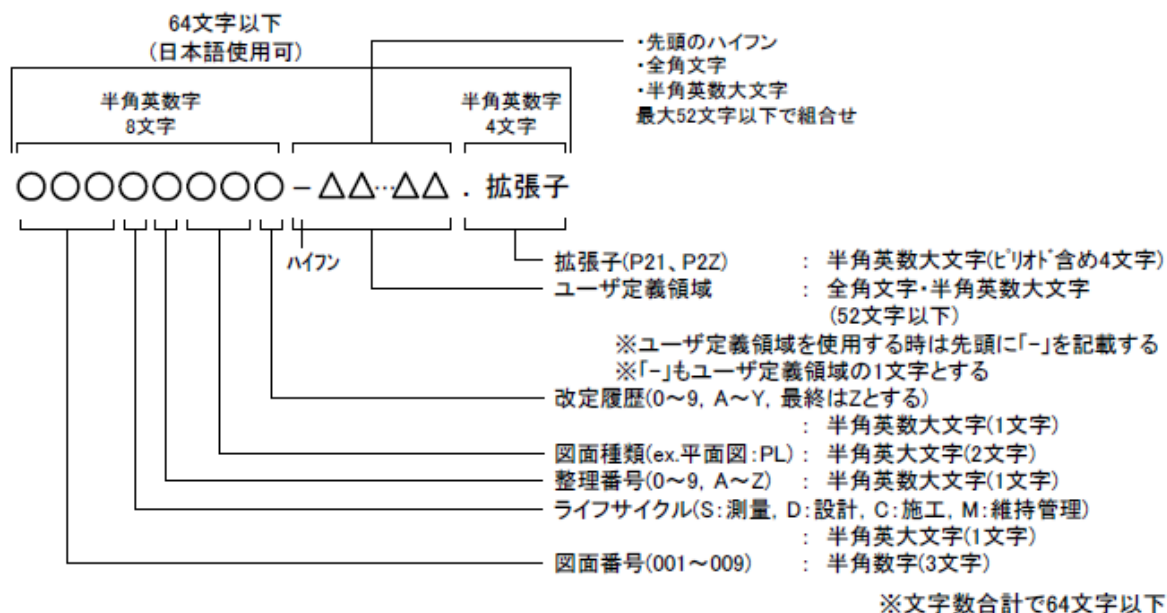 64文字以下
(日本語使用可)
・先頭のハイフン
・全角文字
・半角英数大文字
最大52文字以下で組合せ
半角英数字
8文字
半角英数字
4文字
○○○○○○○○-△△…△△.拡張子
ハイフン
拡張子(P21、P2Z) : 半角英数大文字(ピリオド含め4文字)
ユーザ定義領域 : 全角文字・半角英数大文字
(52文字以下)
※ユーザ定義領域を使用する時は先頭に「-」を記載する
※「-」もユーザ定義領域の1文字とする
改定履歴(0～9, A～Y, 最終はZとする)
: 半角英数大文字(1文字)
図面種類(ex.平面図:PL) : 半角英大文字(2文字)
整理番号(0～9, A～Z) : 半角英数大文字(1文字)
ライフサイクル(S:測量, D:設計, C:施工, M:維持管理)
: 半角英大文字(1文字)
図面番号(001～009) : 半角数字(3文字)
※文字数合計で64文字以下